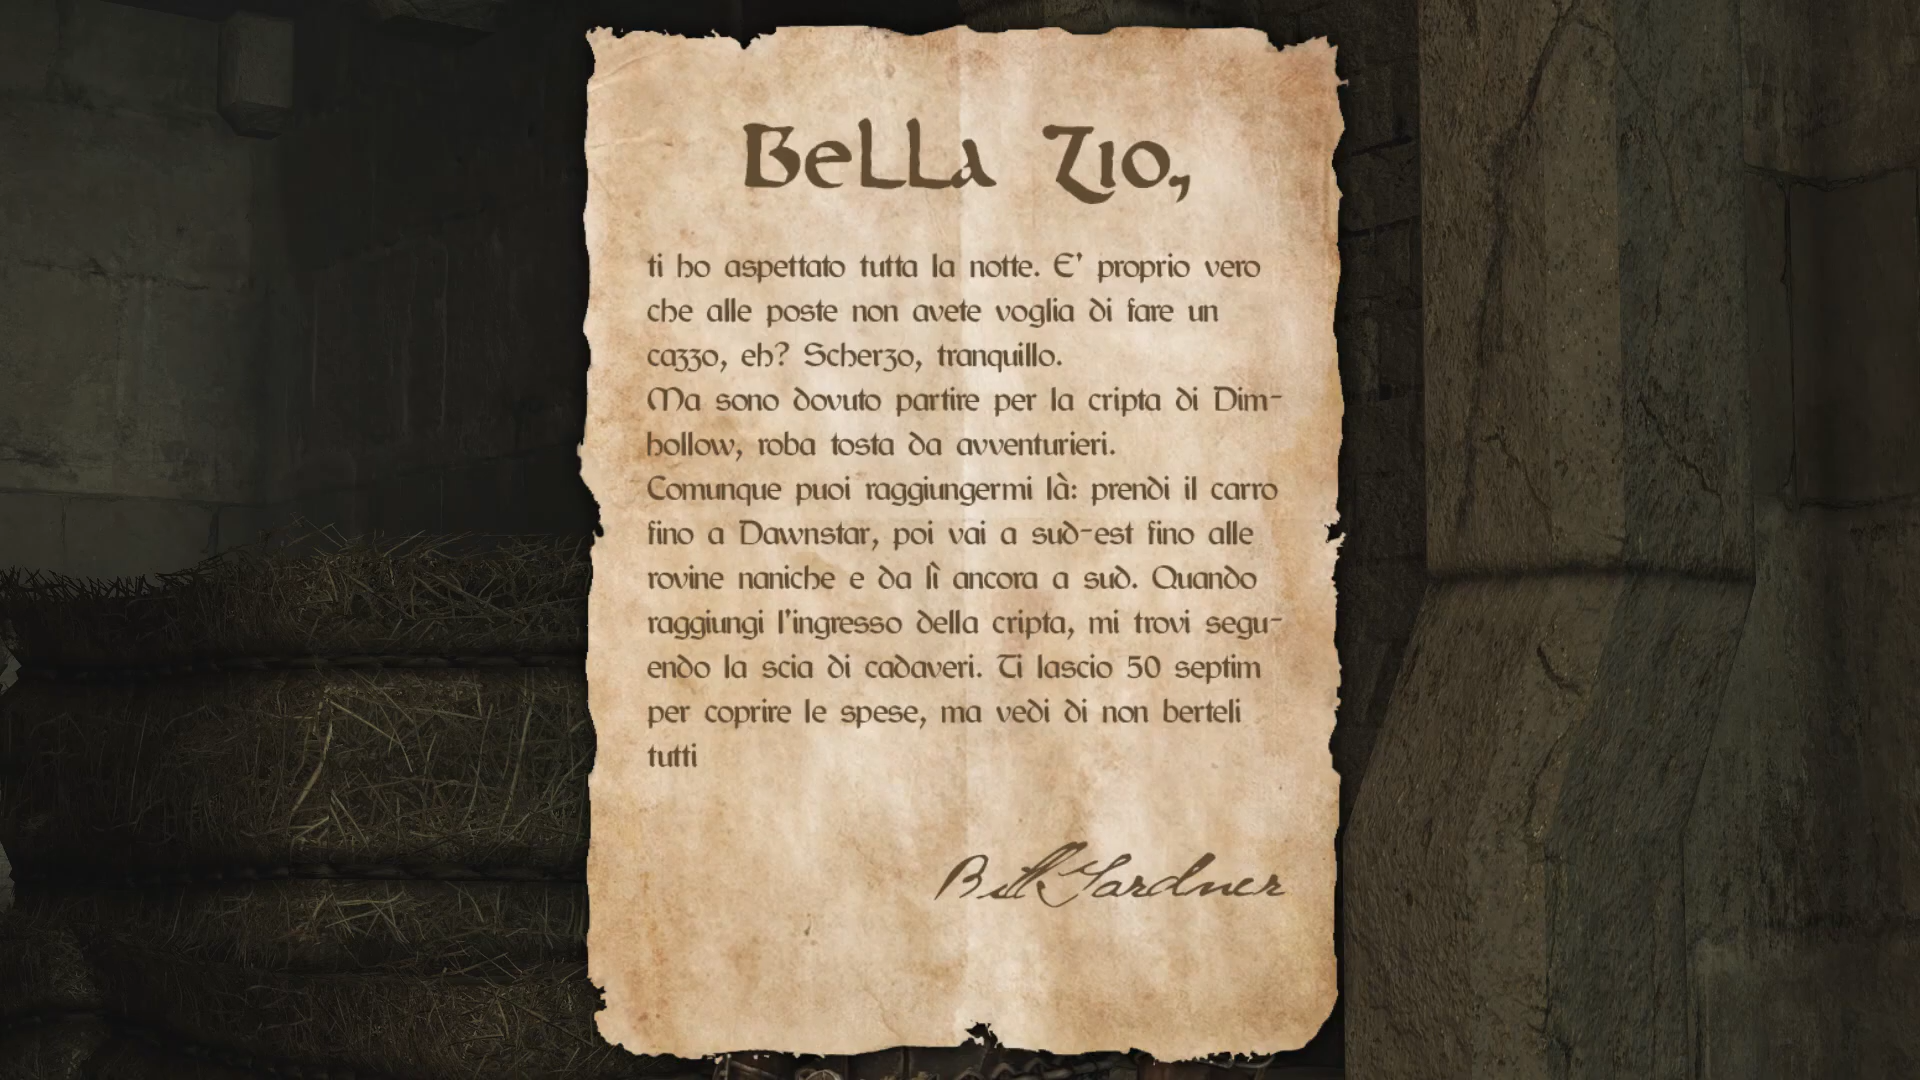 Bella Zio,
ti ho aspettato tutta la notte. E' proprio vero
che alle poste non avete voglia di fare un
cazzo, eh? Scherzo, tranquillo.
Ma sono dovuto partire per la cripta di Dim-
hollow, roba tosta da avventurieri.
Comunque puoi raggiungermi là: prendi il carro
fino a Dawnstar, poi vai a sud-est fino alle
rovine naniche e da lì ancora a sud. Quando
raggiungi l'ingresso della cripta, mi trovi segu-
endo la scia di cadaveri. Ti lascio 50 septim
per coprire le spese, ma vedi di non berteli
tutti
Bill Gardner